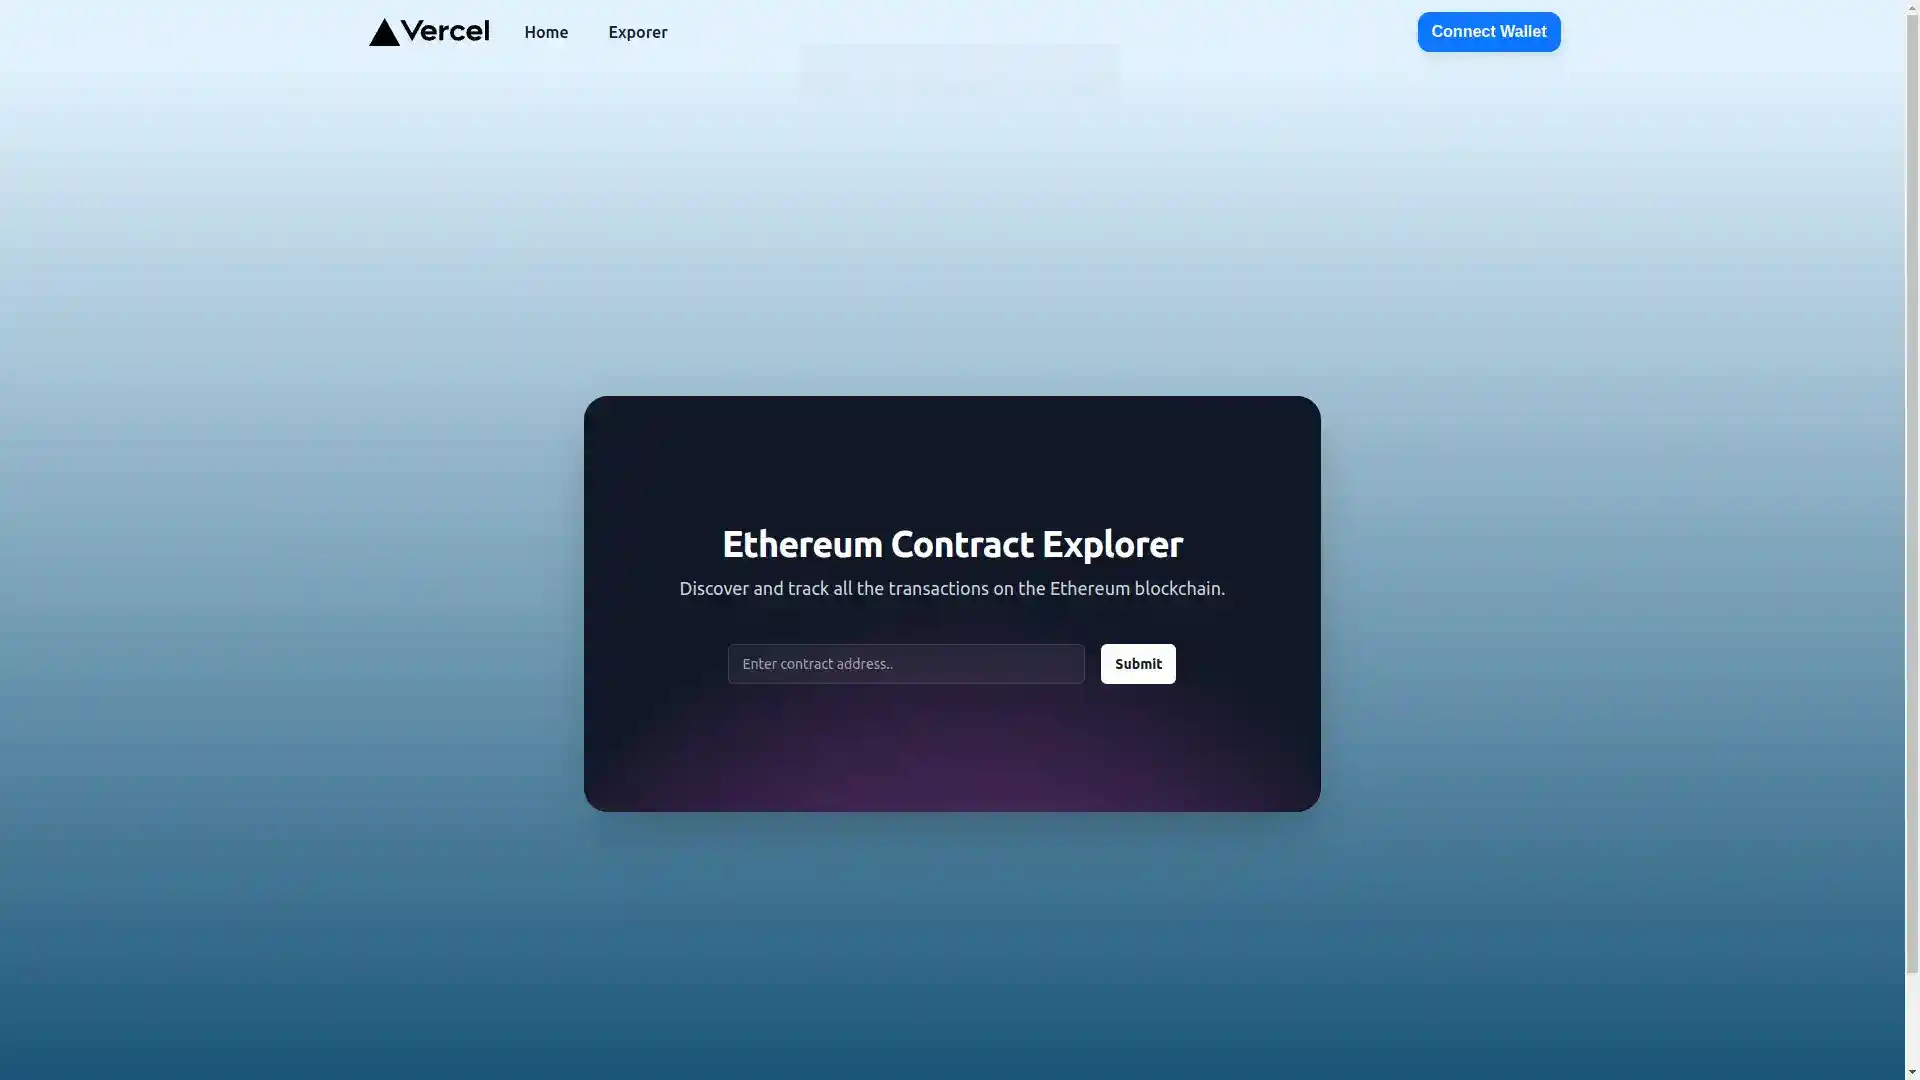 Vercel
Home
Exporer
Connect Wallet
Ethereum Contract Explorer
Discover and track all the transactions on the Ethereum blockchain.
Enter contract address..
Submit